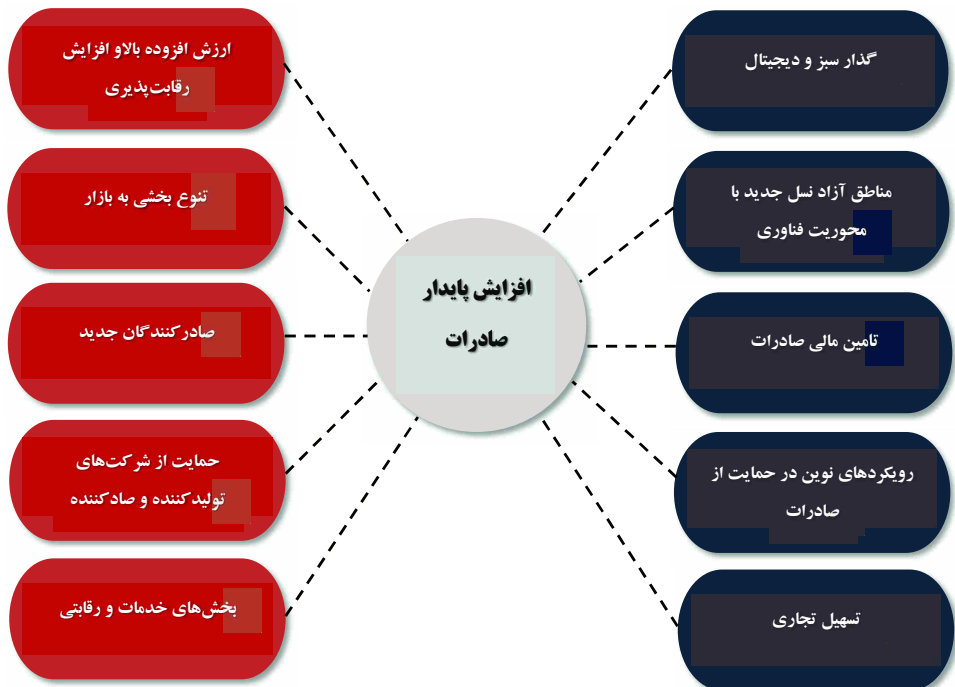 گذار سبز و دیجیتال
مناطق آزاد نسل جدید با
محوریت فناوری
تامین مالی صادرات
رویکردهای نوین در حمایت از
صادرات
تسهیل تجاری
افزایش پایدار
صادرات
ارزش افزوده بالاو افزایش
رقابت‌پذیری
تنوع بخشی به بازار
صادرکنندگان جدید
حمایت از شرکت‌های
تولیدکننده و صادکننده
بخش‌های خدمات و رقابتی